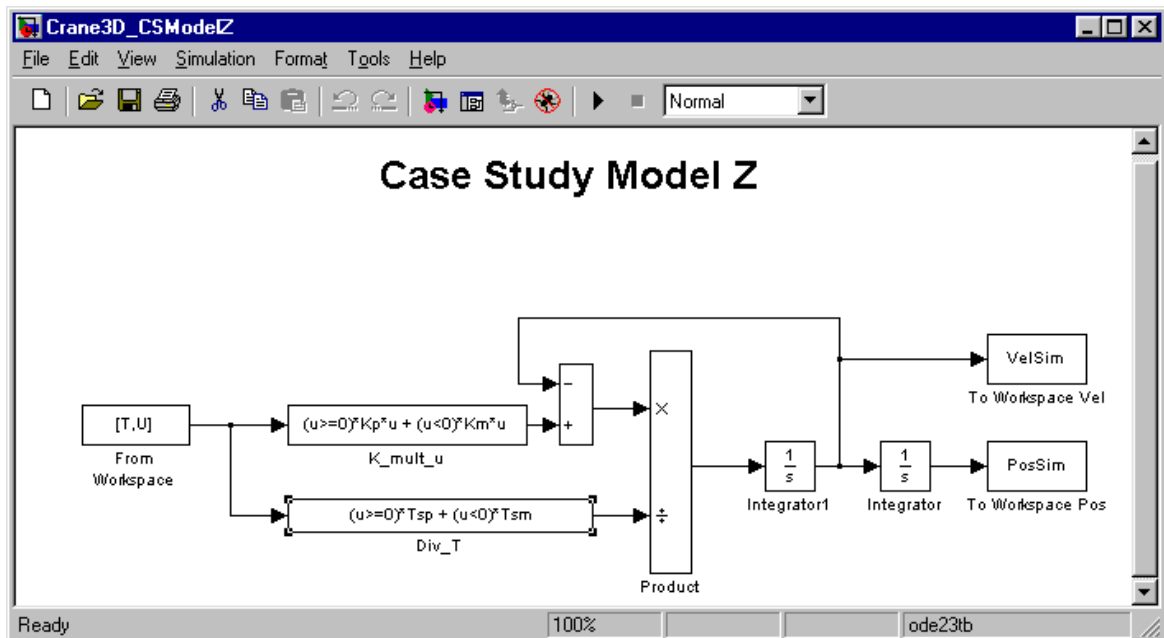 Crane3D_CSModelZ
File Edit View Simulation Format Tools Help
Normal
Case Study Model Z
VelSim
To Workspace Vel
[T,U]
From
Workspace
(u>=0)*Kp*u + (u<0)*Km*u
K_mult_u
−
+
×
÷
1
s
Integrator1
1
s
Integrator
PosSim
To Workspace Pos
(u>=0)*Tsp + (u<0)*Tsm
Div_T
Product
Ready 100% ode23tb